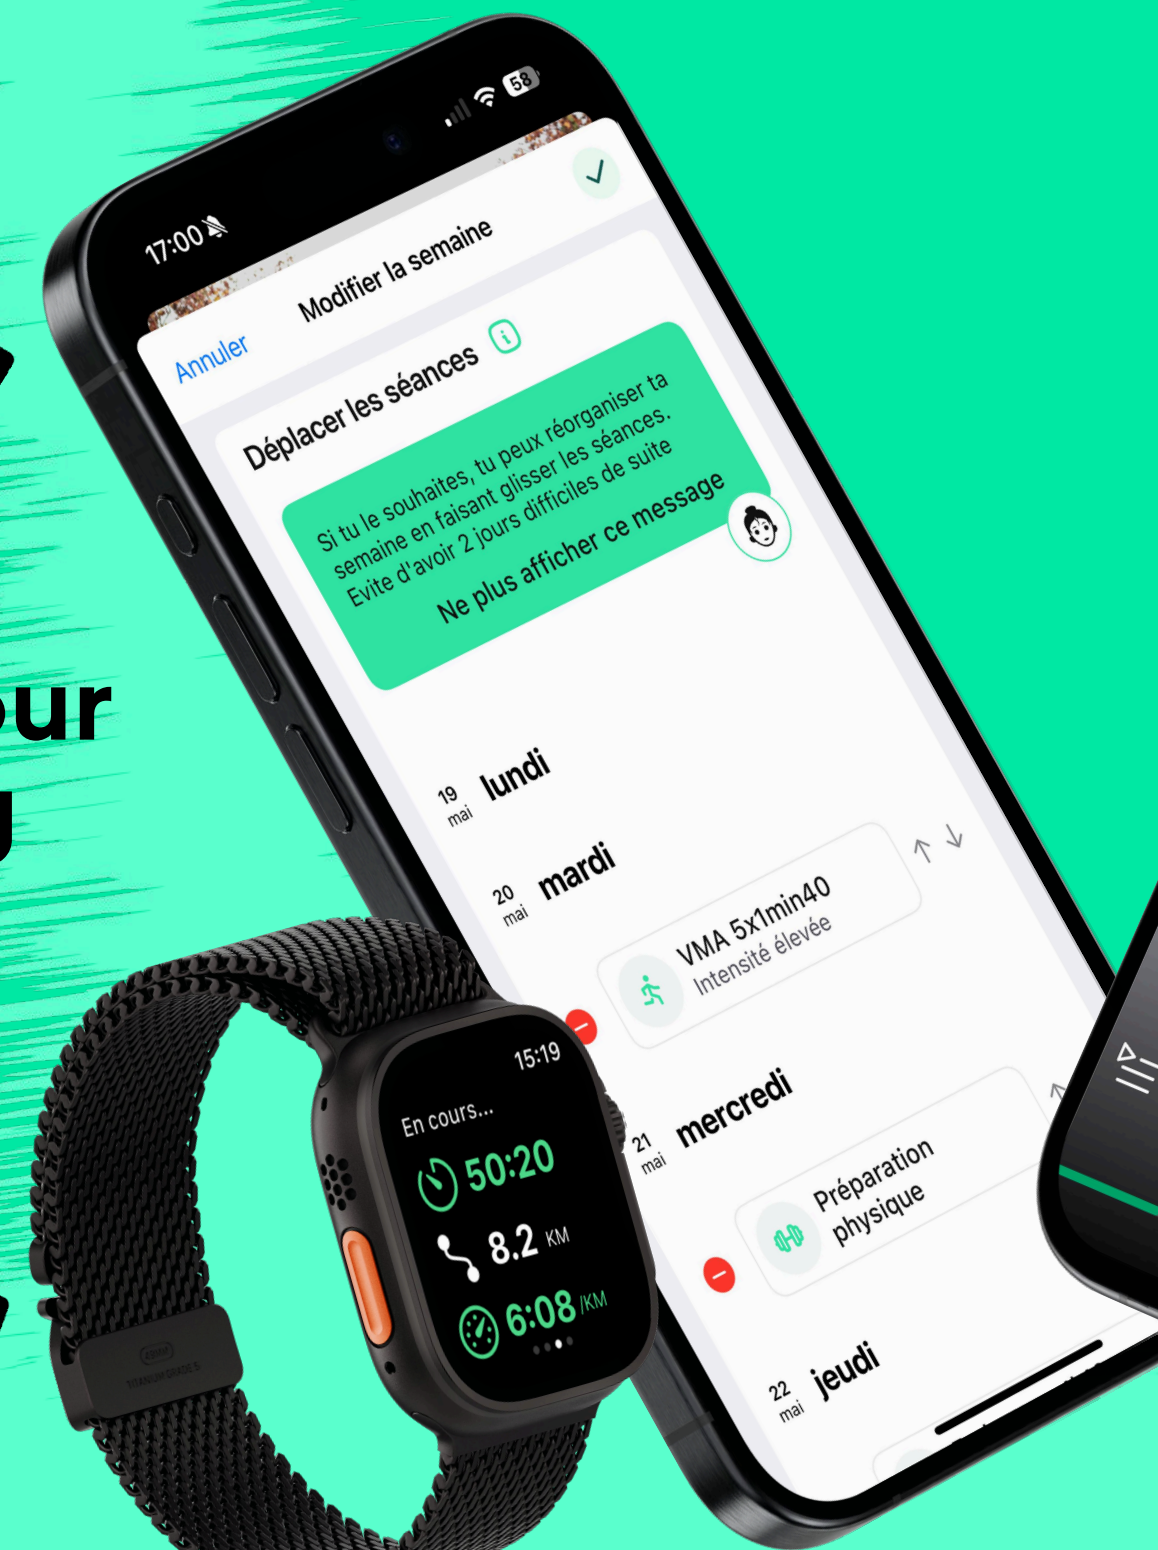 17:00
58
Annuler
Modifier la semaine
Déplacer les séances
Si tu le souhaites, tu peux réorganiser ta
semaine en faisant glisser les séances.
Evite d'avoir 2 jours difficiles de suite
Ne plus afficher ce message
19
mai
lundi
20
mai
mardi
VMA 5x1min40
Intensité élevée
21
mai
mercredi
Préparation
physique
22
mai
jeudi
15:19
En cours...
50:20
8.2 KM
6:08 /KM
49MM